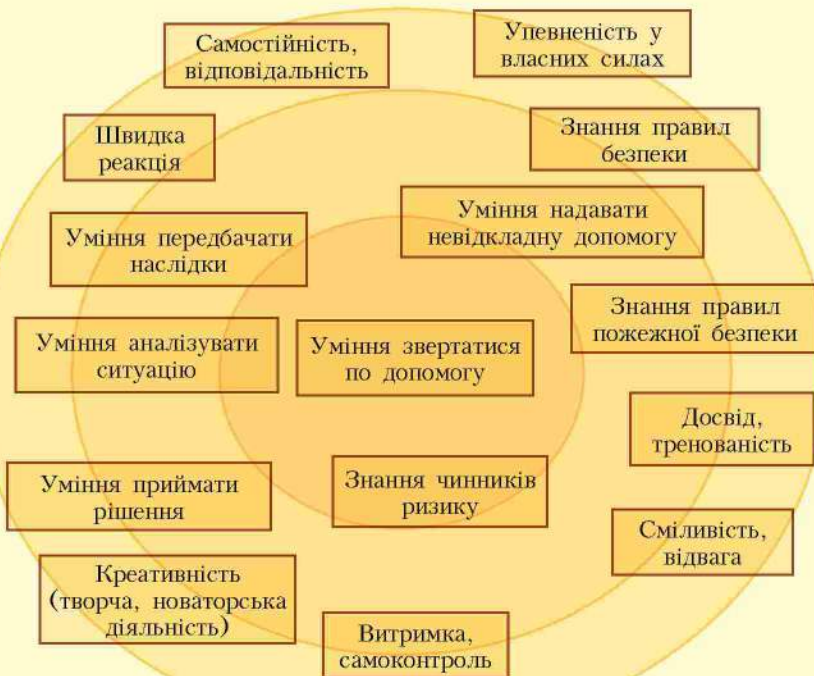 Самостійність,
відповідальність
Упевненість у
власних силах
Швидка
реакція
Знання правил
безпеки
Уміння надавати
невідкладну допомогу
Уміння передбачати
наслідки
Знання правил
пожежної безпеки
Уміння аналізувати
ситуацію
Уміння звертатися
по допомогу
Досвід,
тренованість
Уміння приймати
рішення
Знання чинників
ризику
Сміливість,
відвага
Креативність
(творча, новаторська
діяльність)
Витримка,
самоконтроль